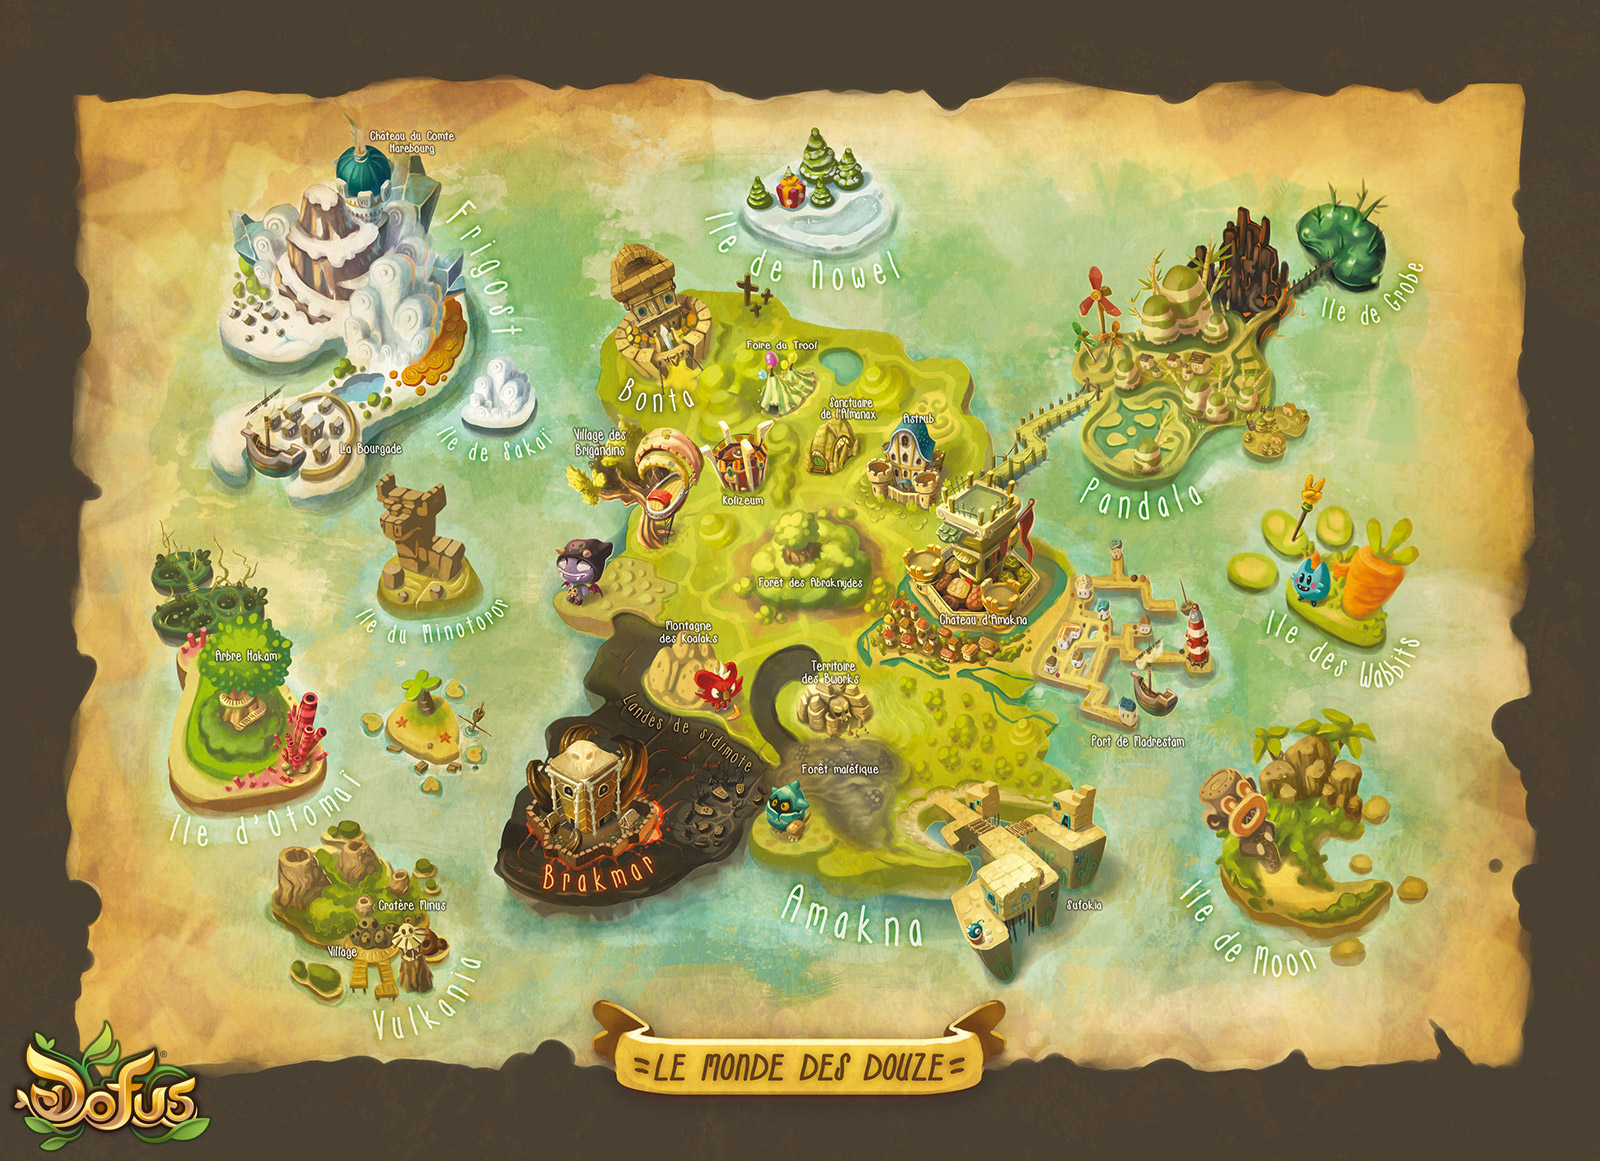 Château du Comte
Harebourg
Frigost
Ile de Nowel
Ile de Grobe
Foire du Trool
Bonta
Sanctuaire
de l'Almanax
Astrub
Village des
Brigandins
La Bourgade
Ile de Sakaï
Kolizeum
Pandala
Forêt des Abraknydes
Ile du Minotoror
Château d'Amakna
Montagne
des Koalaks
Ile des Wabbits
Arbre Hakam
Territoire
des Bworks
Landes de sidimote
Port de Madrestam
Forêt maléfique
Ile d'Otomaï
Brakmar
Cratère Minus
Sufokia
Amakna
Village
Ile de Moon
Vulkania
=LE MONDE DES DOUZE=
Dofus®